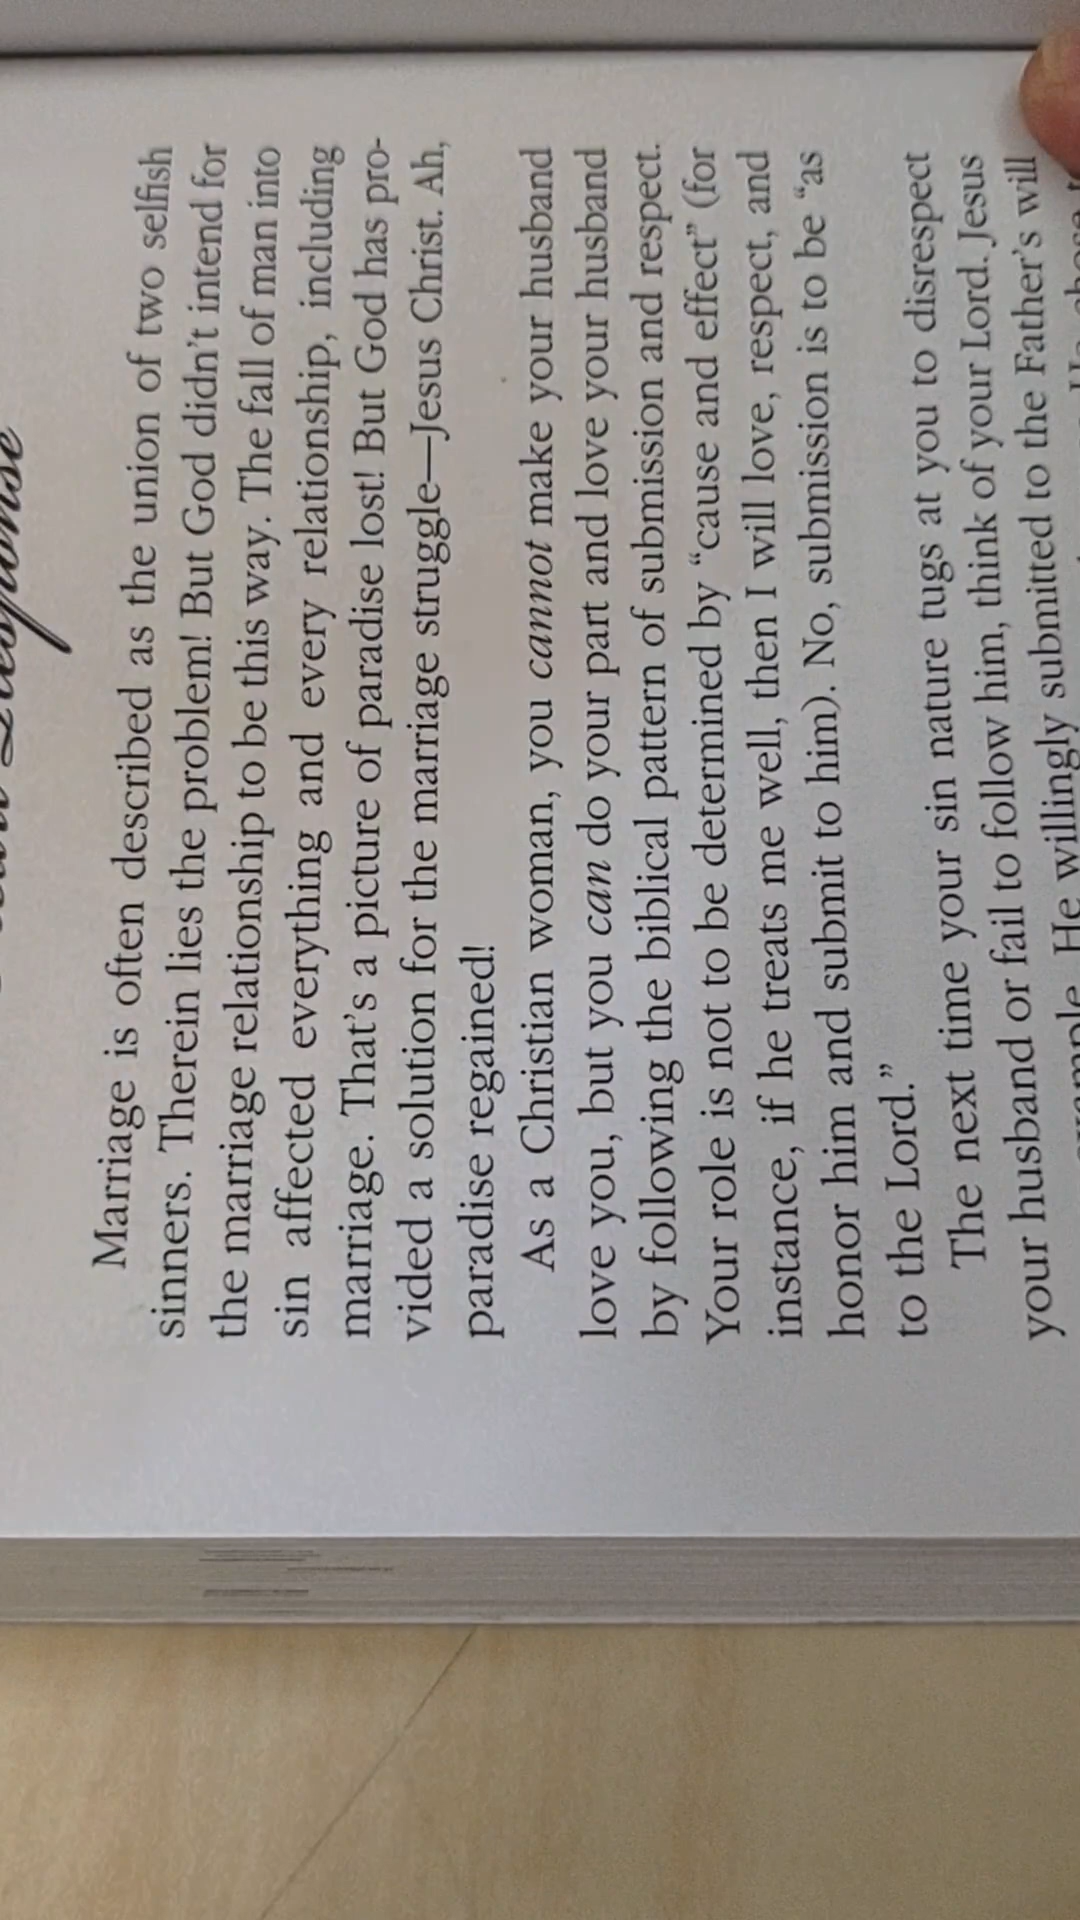 Response
Marriage is often described as the union of two selfish
sinners. Therein lies the problem! But God didn't intend for
the marriage relationship to be this way. The fall of man into
sin affected everything and every relationship, including
marriage. That's a picture of paradise lost! But God has pro-
vided a solution for the marriage struggle—Jesus Christ. Ah,
paradise regained!
As a Christian woman, you cannot make your husband
love you, but you can do your part and love your husband
by following the biblical pattern of submission and respect.
Your role is not to be determined by “cause and effect” (for
instance, if he treats me well, then I will love, respect, and
honor him and submit to him). No, submission is to be “as
to the Lord.”
The next time your sin nature tugs at you to disrespect
your husband or fail to follow him, think of your Lord. Jesus
example. He willingly submitted to the Father's will